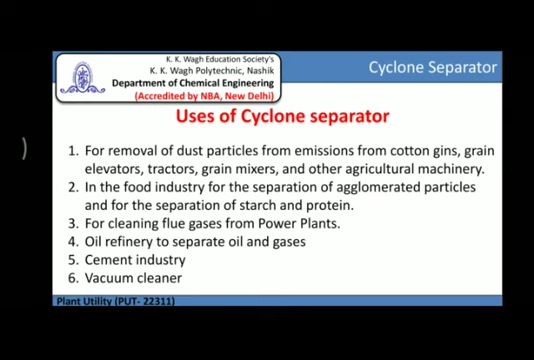 K. K. Wagh Education Society's
K. K. Wagh Polytechnic, Nashik
Department of Chemical Engineering
(Accredited by NBA, New Delhi)
Cyclone Separator
Uses of Cyclone separator
1. For removal of dust particles from emissions from cotton gins, grain
elevators, tractors, grain mixers, and other agricultural machinery.
2. In the food industry for the separation of agglomerated particles
and for the separation of starch and protein.
3. For cleaning flue gases from Power Plants.
4. Oil refinery to separate oil and gases
5. Cement industry
6. Vacuum cleaner
Plant Utility (PUT- 22311)